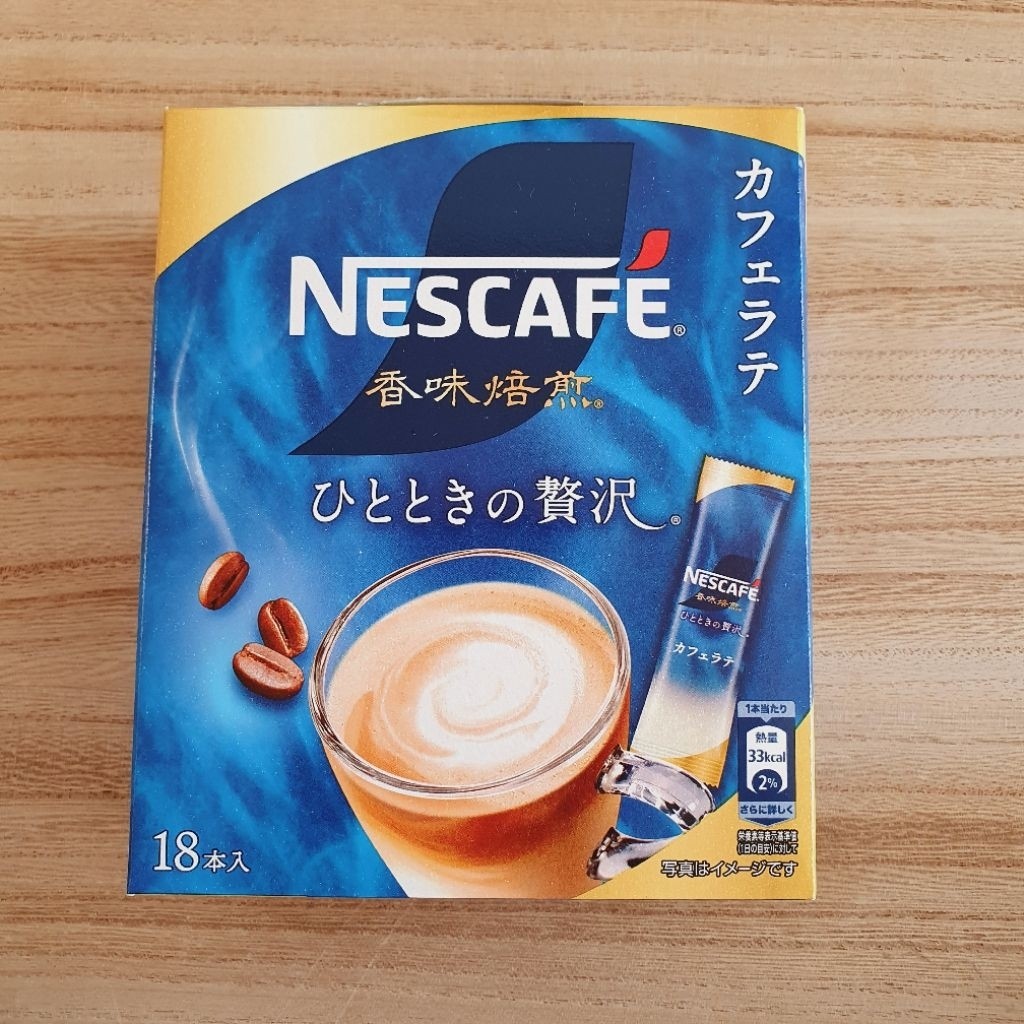 カフェラテ
NESCAFÉ®
香味焙煎®
ひとときの贅沢®
NESCAFÉ
香味焙煎
ひとときの贅沢
カフェラテ
1本当たり
熱量
33kcal
2%
さらに詳しく
栄養素等表示基準値
(1日の目安)に対して
18本入
写真はイメージです